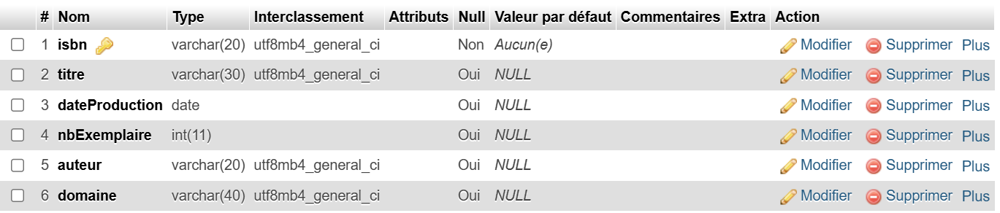 # Nom Type Interclassement Attributs Null Valeur par défaut Commentaires Extra Action
1 isbn varchar(20) utf8mb4_general_ci Non Aucun(e) Modifier Supprimer Plus
2 titre varchar(30) utf8mb4_general_ci Oui NULL Modifier Supprimer Plus
3 dateProduction date Oui NULL Modifier Supprimer Plus
4 nbExemplaire int(11) Oui NULL Modifier Supprimer Plus
5 auteur varchar(20) utf8mb4_general_ci Oui NULL Modifier Supprimer Plus
6 domaine varchar(40) utf8mb4_general_ci Oui NULL Modifier Supprimer Plus